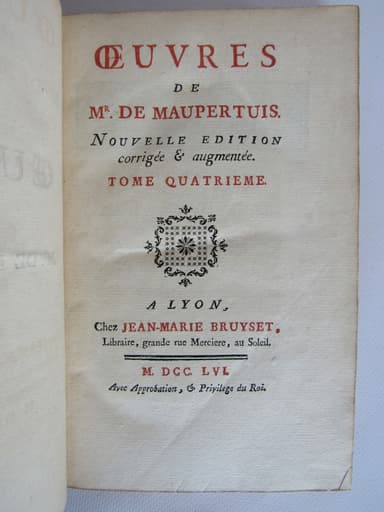 ŒUVRES
DE
MR. DE MAUPERTUIS.
NOUVELLE EDITION
corrigée & augmentée.
TOME QUATRIEME.
A LYON,
Chez JEAN-MARIE BRUYSET,
Libraire, grande rue Merciere, au Soleil.
M. DCC. LVI.
Avec Approbation, & Privilege du Roi.